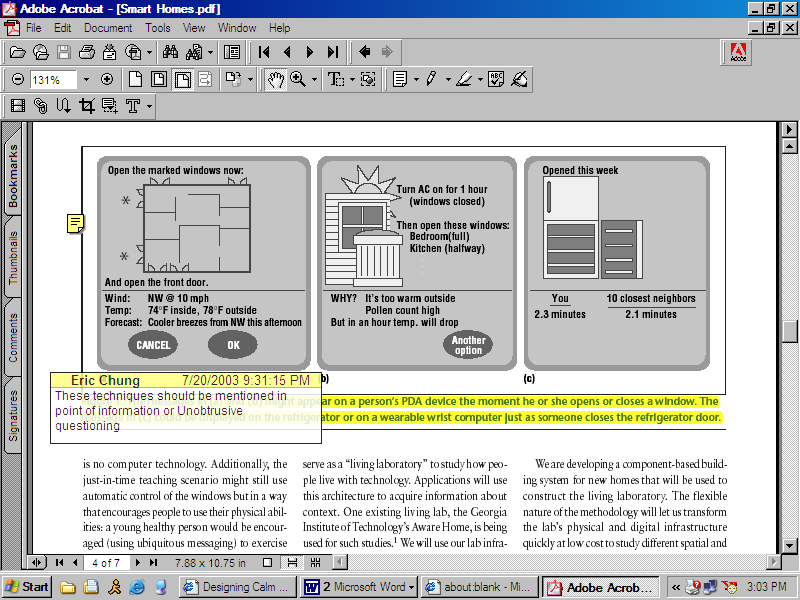 Adobe Acrobat - [Smart Homes.pdf]
File Edit Document Tools View Window Help
Adobe
131%
Bookmarks
Thumbnails
Comments
Signatures
Open the marked windows now:
*
*
And open the front door.
Wind: NW @ 10 mph
Temp: 74°F inside, 78°F outside
Forecast: Cooler breezes from NW this afternoon
CANCEL OK
Turn AC on for 1 hour
(windows closed)
Then open these windows:
Bedroom(full)
Kitchen (halfway)
WHY? It's too warm outside
Pollen count high
But in an hour temp. will drop
Another
option
(b)
Opened this week
You 10 closest neighbors
2.3 minutes 2.1 minutes
(c)
Eric Chung 7/20/2003 9:31:15 PM
These techniques should be mentioned in
point of information or Unobtrusive
questioning
appear on a person's PDA device the moment he or she opens or closes a window. The
on the refrigerator or on a wearable wrist computer just as someone closes the refrigerator door.
is no computer technology. Additionally, the
just-in-time teaching scenario might still use
automatic control of the windows but in a way
that encourages people to use their physical abil-
ities: a young healthy person would be encour-
aged (using ubiquitous messaging) to exercise
serve as a "living laboratory" to study how peo-
ple live with technology. Applications will use
this architecture to acquire information about
context. One existing living lab, the Georgia
Institute of Technology's Aware Home, is being
used for such studies.1 We will use our lab infra-
We are developing a component-based build-
ing system for new homes that will be used to
construct the living laboratory. The flexible
nature of the methodology will let us transform
the lab's physical and digital infrastructure
quickly at low cost to study different spatial and
4 of 7 7.88 x 10.75 in
Start Designing Calm ... 2 Microsoft Word about:blank - Mi... Adobe Acrob... 3:03 PM